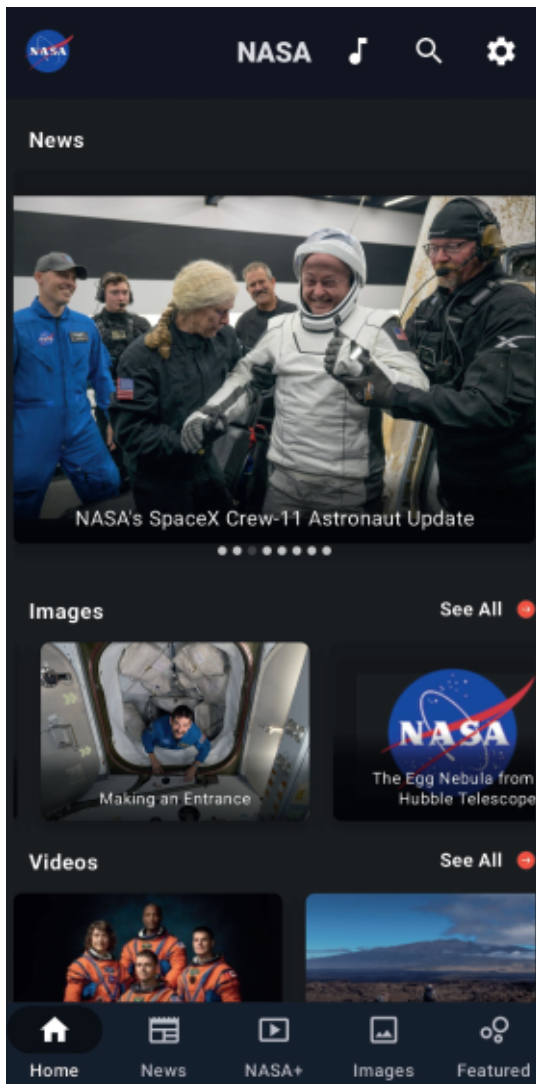 NASA
NASA
News
NASA's SpaceX Crew-11 Astronaut Update
Images
See All
Making an Entrance
NASA
The Egg Nebula from
Hubble Telescope
Videos
See All
Home
News
NASA+
Images
Featured